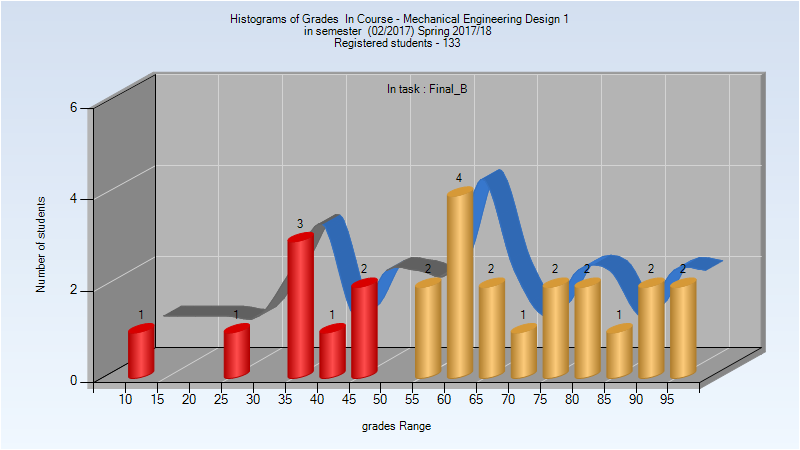 Histograms of Grades  In Course - Mechanical Engineering Design 1
in semester  (02/2017) Spring 2017/18
Registered students - 133
In task : Final_B
Number of students
6
4
2
0
1
1
3
1
2
2
4
2
1
2
2
1
2
2
10 15 20 25 30 35 40 45 50 55 60 65 70 75 80 85 90 95
grades Range